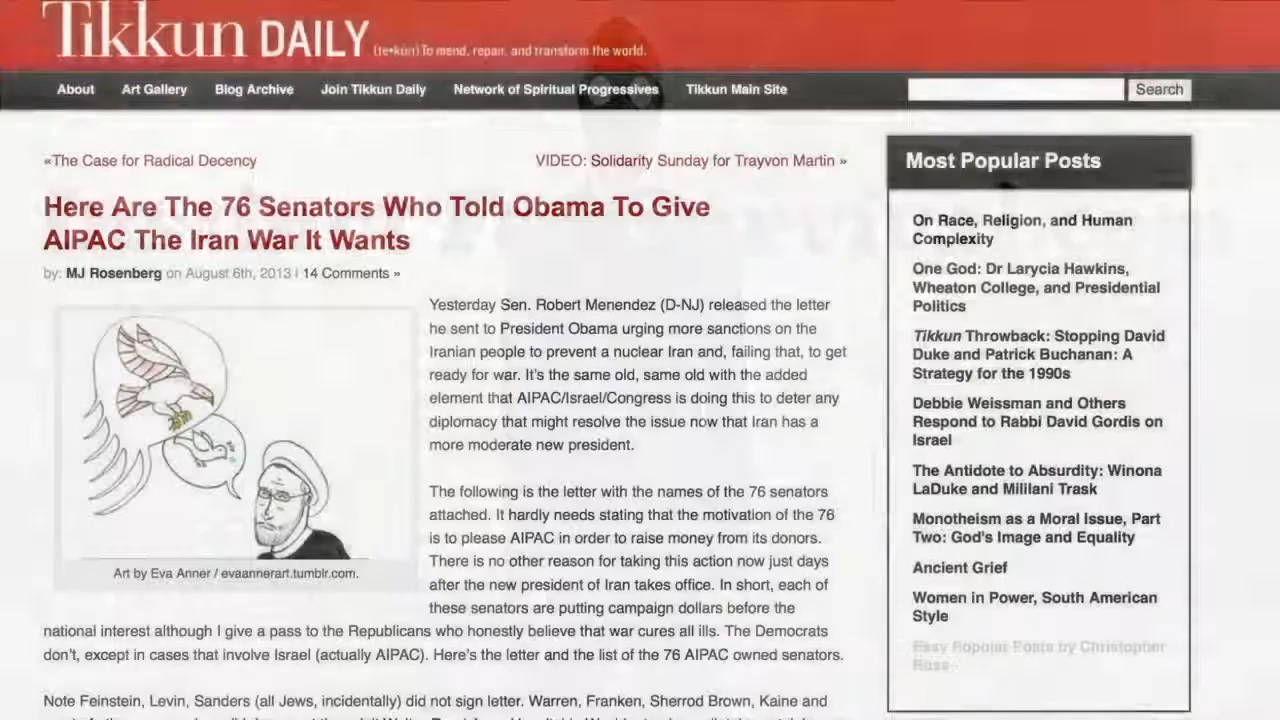 Tikkun DAILY (te•kün) To mend, repair, and transform the world.
About Art Gallery Blog Archive Join Tikkun Daily Network of Spiritual Progressives Tikkun Main Site Search
«The Case for Radical Decency
VIDEO: Solidarity Sunday for Trayvon Martin »
Here Are The 76 Senators Who Told Obama To Give
AIPAC The Iran War It Wants
by: MJ Rosenberg on August 6th, 2013 | 14 Comments »
Yesterday Sen. Robert Menendez (D-NJ) released the letter
he sent to President Obama urging more sanctions on the
Iranian people to prevent a nuclear Iran and, failing that, to get
ready for war. It's the same old, same old with the added
element that AIPAC/Israel/Congress is doing this to deter any
diplomacy that might resolve the issue now that Iran has a
more moderate new president.
Art by Eva Anner / evaannerart.tumblr.com.
The following is the letter with the names of the 76 senators
attached. It hardly needs stating that the motivation of the 76
is to please AIPAC in order to raise money from its donors.
There is no other reason for taking this action now just days
after the new president of Iran takes office. In short, each of
these senators are putting campaign dollars before the
national interest although I give a pass to the Republicans who honestly believe that war cures all ills. The Democrats
don't, except in cases that involve Israel (actually AIPAC). Here's the letter and the list of the 76 AIPAC owned senators.
Note Feinstein, Levin, Sanders (all Jews, incidentally) did not sign letter. Warren, Franken, Sherrod Brown, Kaine and
Most Popular Posts
On Race, Religion, and Human
Complexity
One God: Dr Larycia Hawkins,
Wheaton College, and Presidential
Politics
Tikkun Throwback: Stopping David
Duke and Patrick Buchanan: A
Strategy for the 1990s
Debbie Weissman and Others
Respond to Rabbi David Gordis on
Israel
The Antidote to Absurdity: Winona
LaDuke and Mililani Trask
Monotheism as a Moral Issue, Part
Two: God's Image and Equality
Ancient Grief
Women in Power, South American
Style
Easy Popular Posts by Christopher
Ross